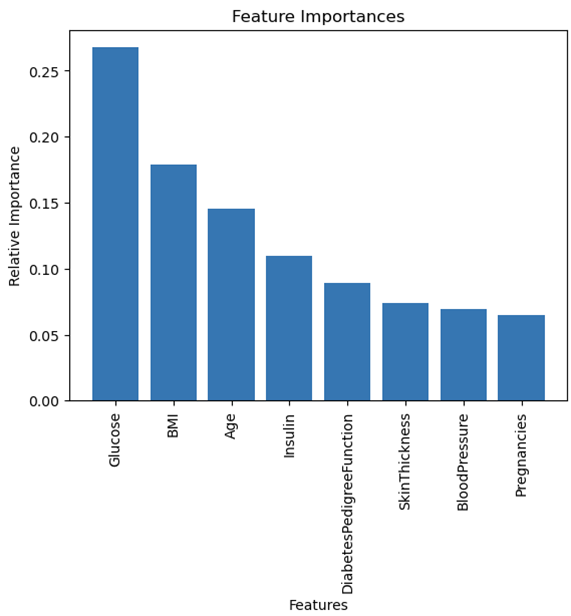 Feature Importances
Relative Importance
0.25
0.20
0.15
0.10
0.05
0.00
Glucose
BMI
Age
Insulin
DiabetesPedigreeFunction
SkinThickness
BloodPressure
Pregnancies
Features